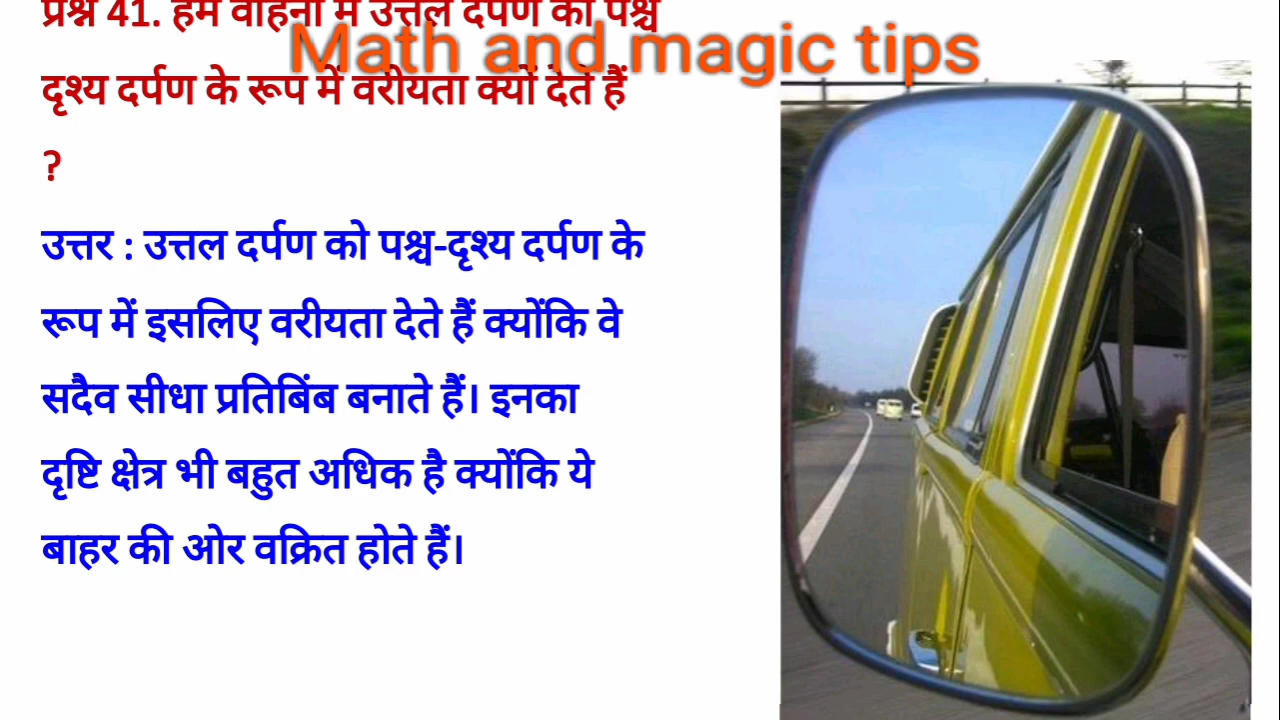 प्रश्न 41. हम वाहनों में उत्तल दर्पण को पश्च
Math and magic tips
दृश्य दर्पण के रूप में वरीयता क्यों देते हैं
?
उत्तर : उत्तल दर्पण को पश्च-दृश्य दर्पण के
रूप में इसलिए वरीयता देते हैं क्योंकि वे
सदैव सीधा प्रतिबिंब बनाते हैं। इनका
दृष्टि क्षेत्र भी बहुत अधिक है क्योंकि ये
बाहर की ओर वक्रित होते हैं।